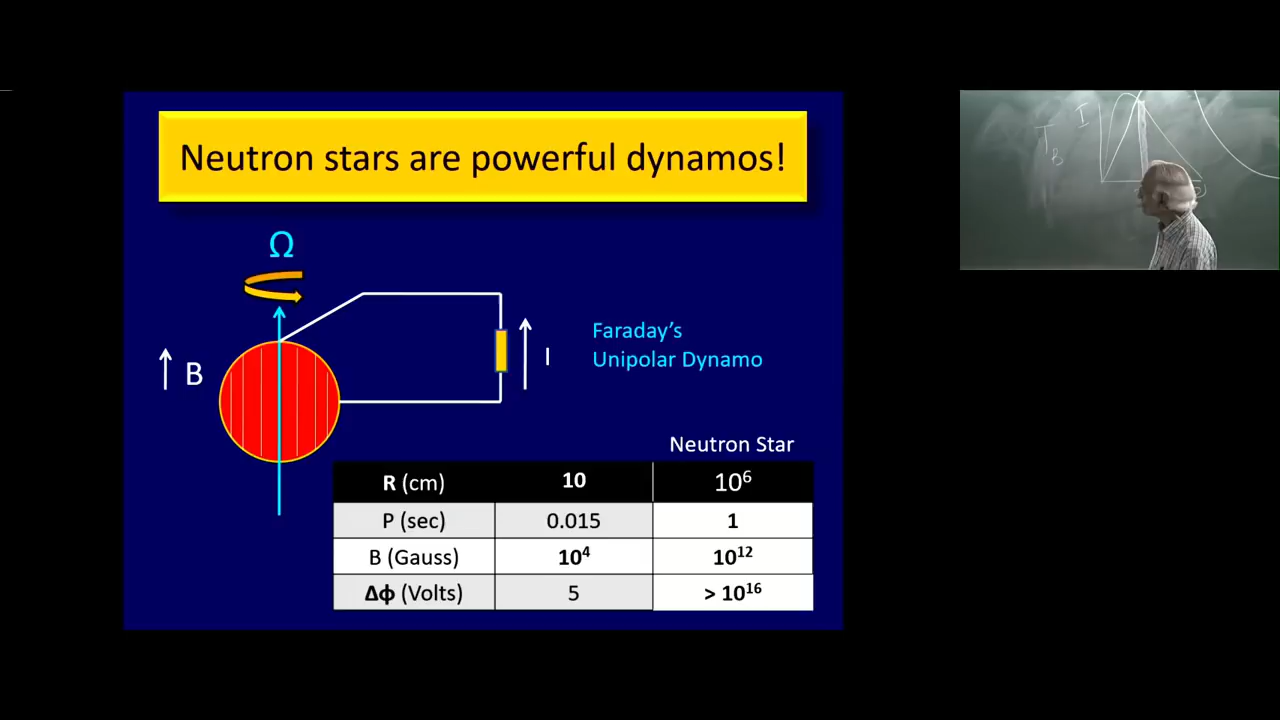 Neutron stars are powerful dynamos!
Ω
B
I
Faraday's
Unipolar Dynamo
Neutron Star
R (cm) 10 10⁶
P (sec) 0.015 1
B (Gauss) 10⁴ 10¹²
Δϕ (Volts) 5 > 10¹⁶
I
T
B